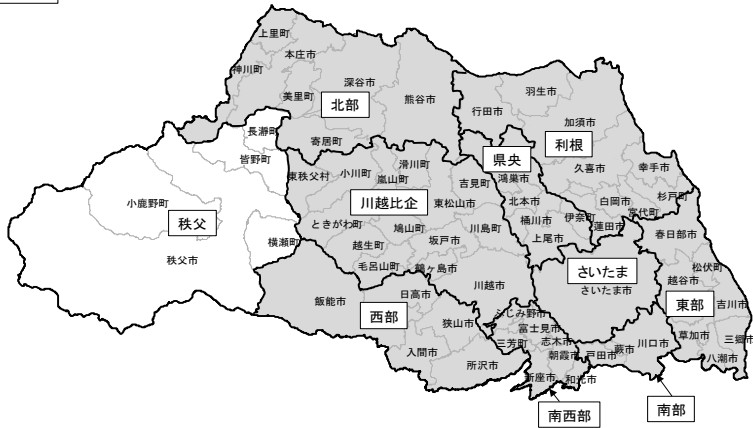 上里町
本庄市
神川町
美里町
深谷市
熊谷市
北部
寄居町
長瀞町
皆野町
小鹿野町
秩父
秩父市
横瀬町
行田市
羽生市
加須市
利根
県央
鴻巣市
久喜市
幸手市
北本市
白岡市
杉戸町
宮代町
桶川市
伊奈町
蓮田市
上尾市
春日部市
東秩父村
小川町
滑川町
嵐山町
吉見町
川越比企
東松山市
ときがわ町
鳩山町
川島町
越生町
坂戸市
毛呂山町
鶴ヶ島市
川越市
さいたま
さいたま市
松伏町
越谷市
東部
吉川市
草加市
三郷市
八潮市
飯能市
日高市
西部
狭山市
入間市
所沢市
ふじみ野市
富士見市
三芳町
志木市
朝霞市
新座市
和光市
戸田市
蕨市
川口市
南西部
南部